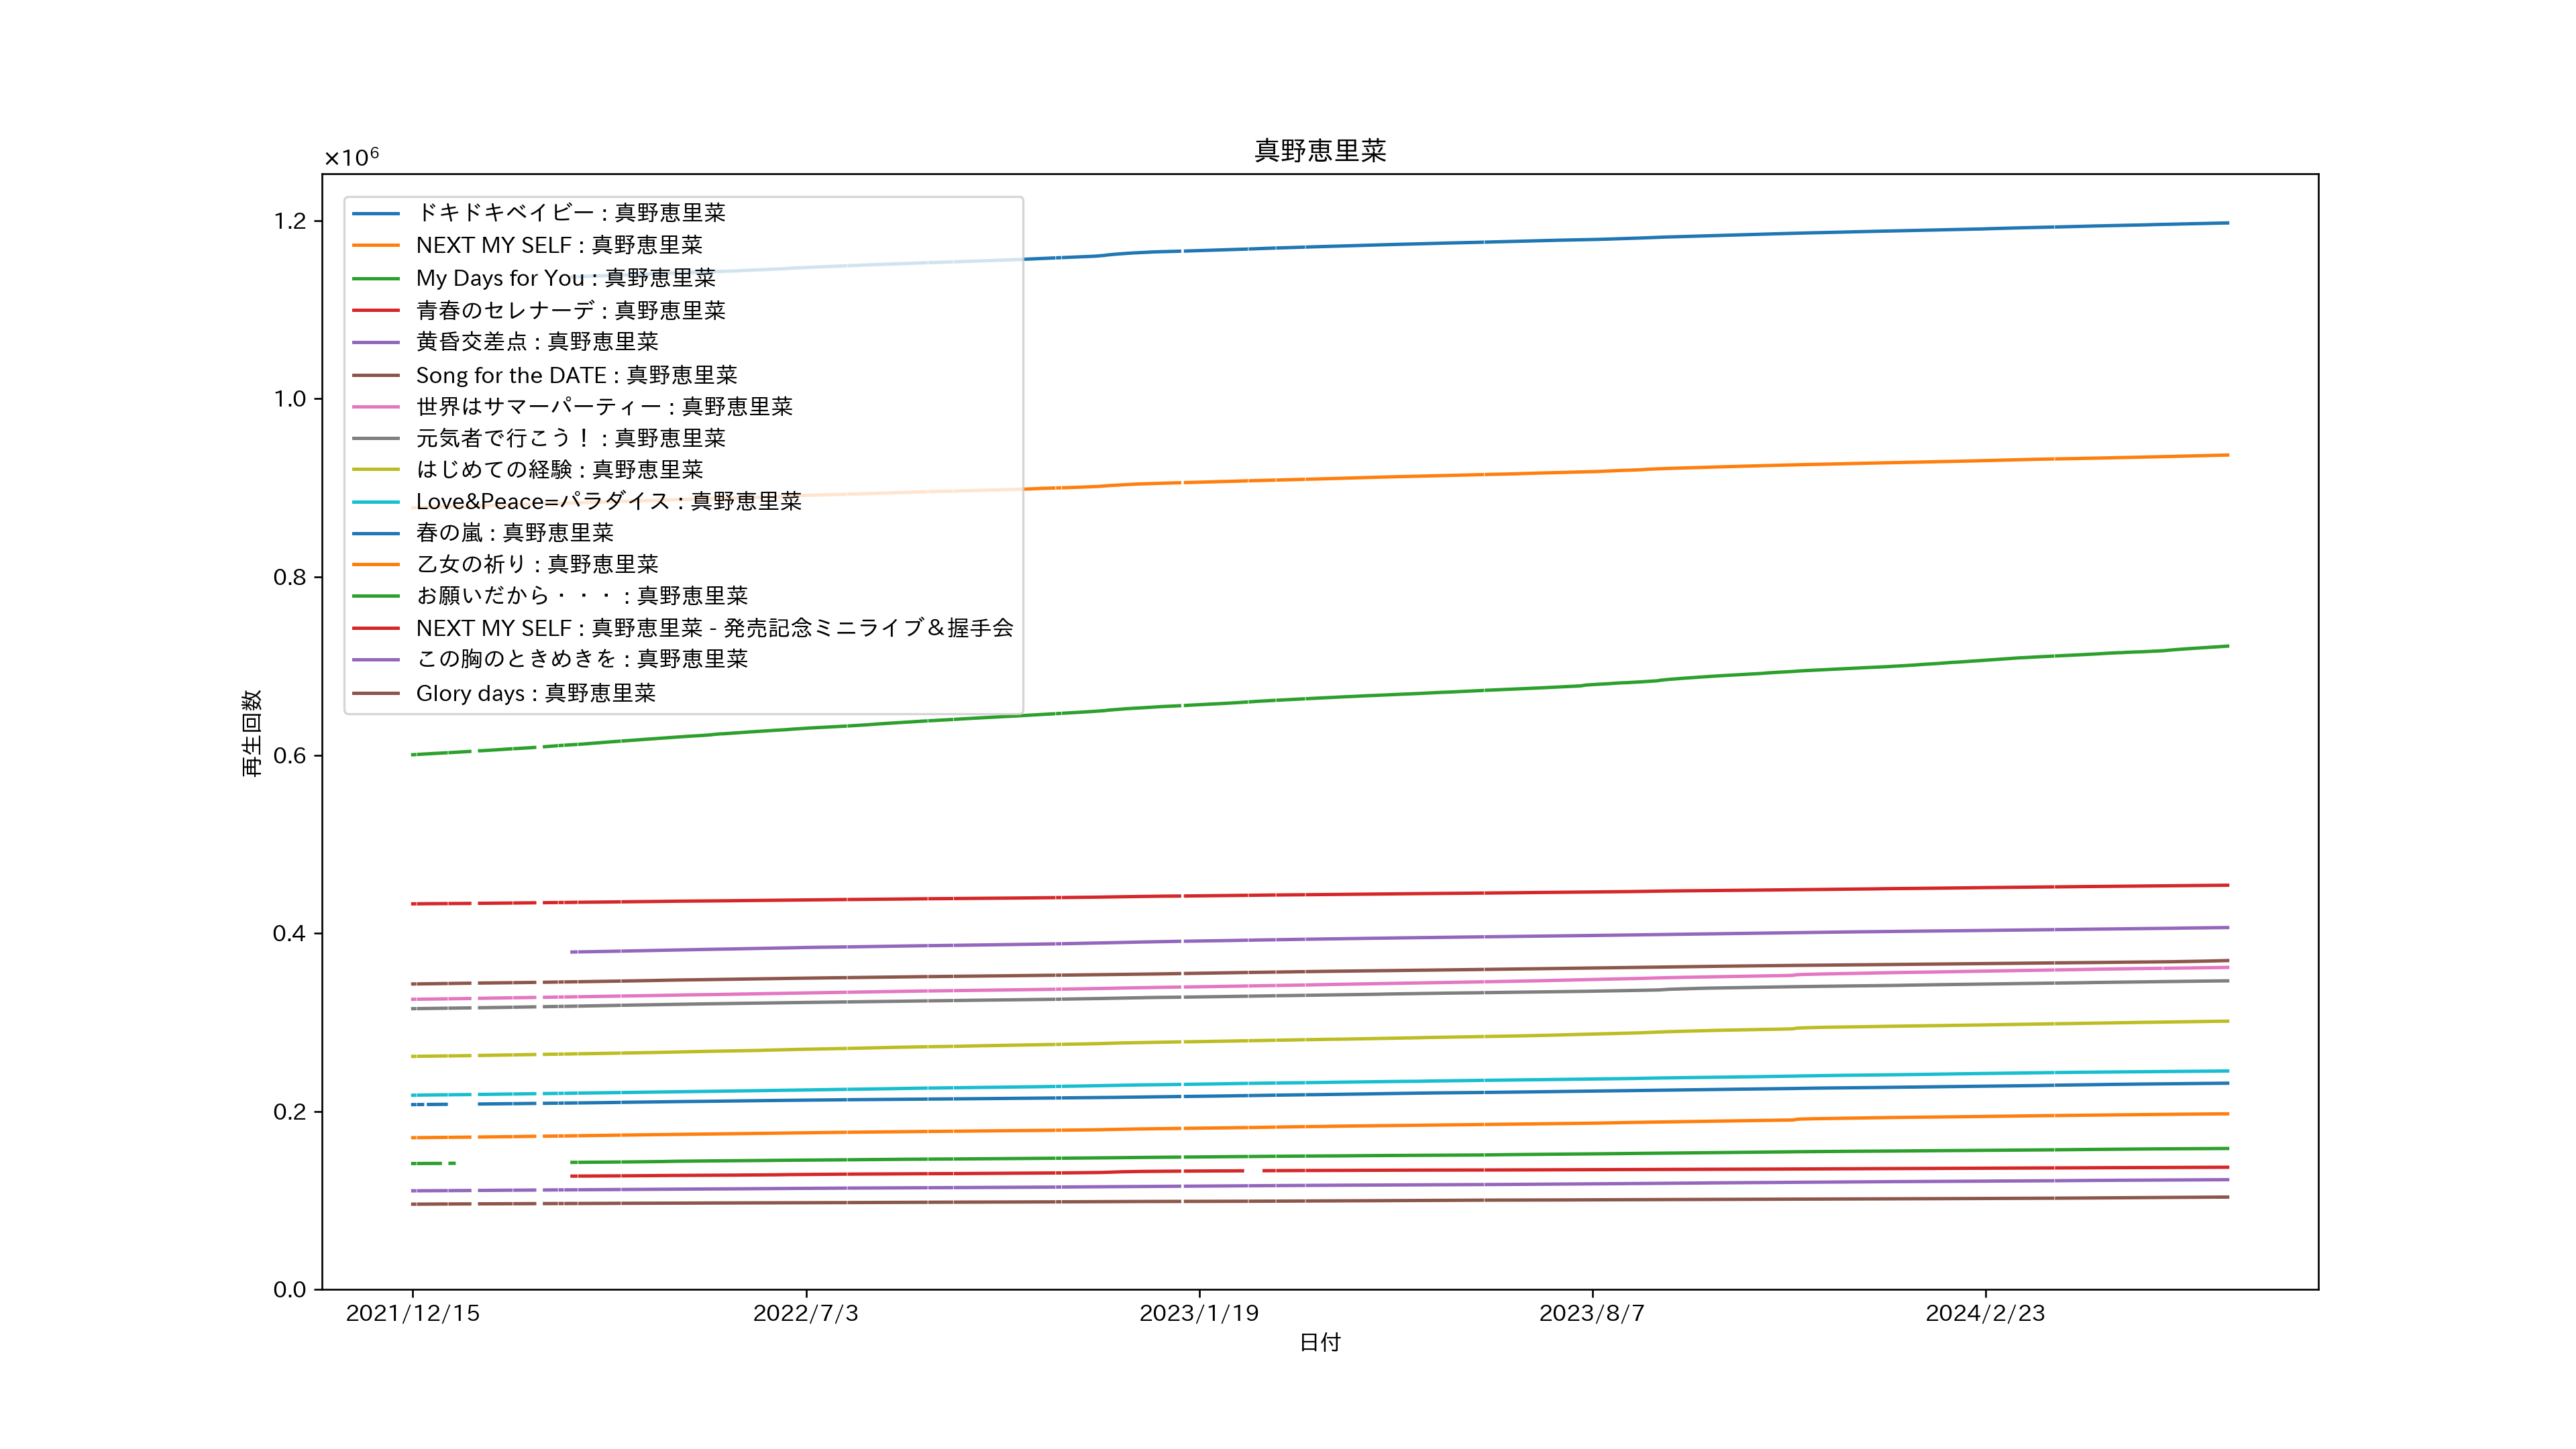 真野恵里菜
×10⁶
1.2
1.0
0.8
0.6
0.4
0.2
0.0
再生回数
ドキドキベイビー : 真野恵里菜
NEXT MY SELF : 真野恵里菜
My Days for You : 真野恵里菜
青春のセレナーデ : 真野恵里菜
黄昏交差点 : 真野恵里菜
Song for the DATE : 真野恵里菜
世界はサマーパーティー : 真野恵里菜
元気者で行こう！ : 真野恵里菜
はじめての経験 : 真野恵里菜
Love&Peace=パラダイス : 真野恵里菜
春の嵐 : 真野恵里菜
乙女の祈り : 真野恵里菜
お願いだから・・・ : 真野恵里菜
NEXT MY SELF : 真野恵里菜 - 発売記念ミニライブ＆握手会
この胸のときめきを : 真野恵里菜
Glory days : 真野恵里菜
2021/12/15
2022/7/3
2023/1/19
2023/8/7
2024/2/23
日付